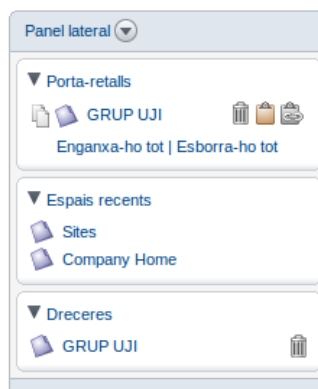 Panel lateral
Porta-retalls
GRUP UJI
Enganxa-ho tot | Esborra-ho tot
Espais recents
Sites
Company Home
Dreceres
GRUP UJI